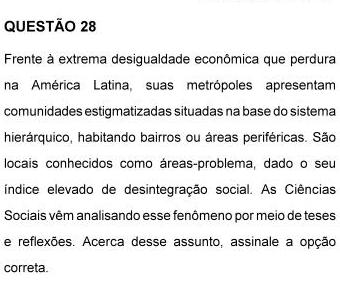 QUESTÃO 28
Frente à extrema desigualdade econômica que perdura
na América Latina, suas metrópoles apresentam
comunidades estigmatizadas situadas na base do sistema
hierárquico, habitando bairros ou áreas periféricas. São
locais conhecidos como áreas-problema, dado o seu
índice elevado de desintegração social. As Ciências
Sociais vêm analisando esse fenômeno por meio de teses
e reflexões. Acerca desse assunto, assinale a opção
correta.